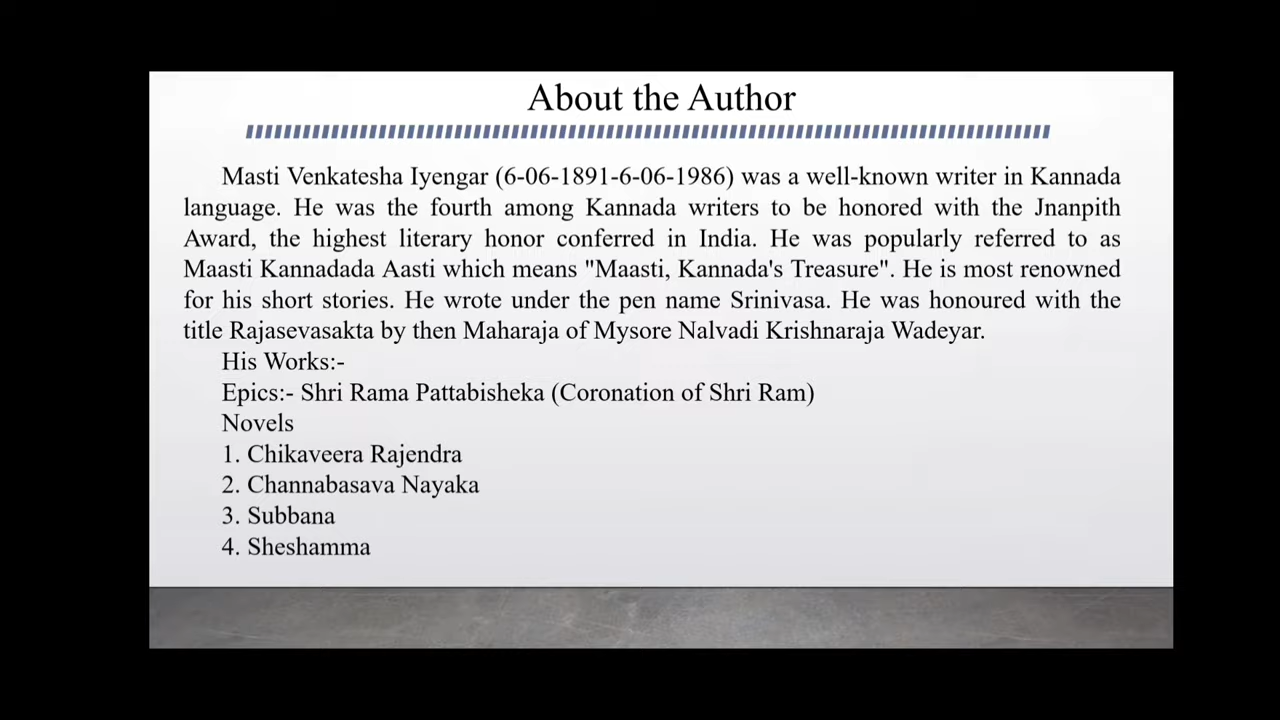 About the Author
Masti Venkatesha Iyengar (6-06-1891-6-06-1986) was a well-known writer in Kannada
language. He was the fourth among Kannada writers to be honored with the Jnanpith
Award, the highest literary honor conferred in India. He was popularly referred to as
Maasti Kannadada Aasti which means "Maasti, Kannada's Treasure". He is most renowned
for his short stories. He wrote under the pen name Srinivasa. He was honoured with the
title Rajasevasakta by then Maharaja of Mysore Nalvadi Krishnaraja Wadeyar.
His Works:-
Epics:- Shri Rama Pattabisheka (Coronation of Shri Ram)
Novels
1. Chikaveera Rajendra
2. Channabasava Nayaka
3. Subbana
4. Sheshamma